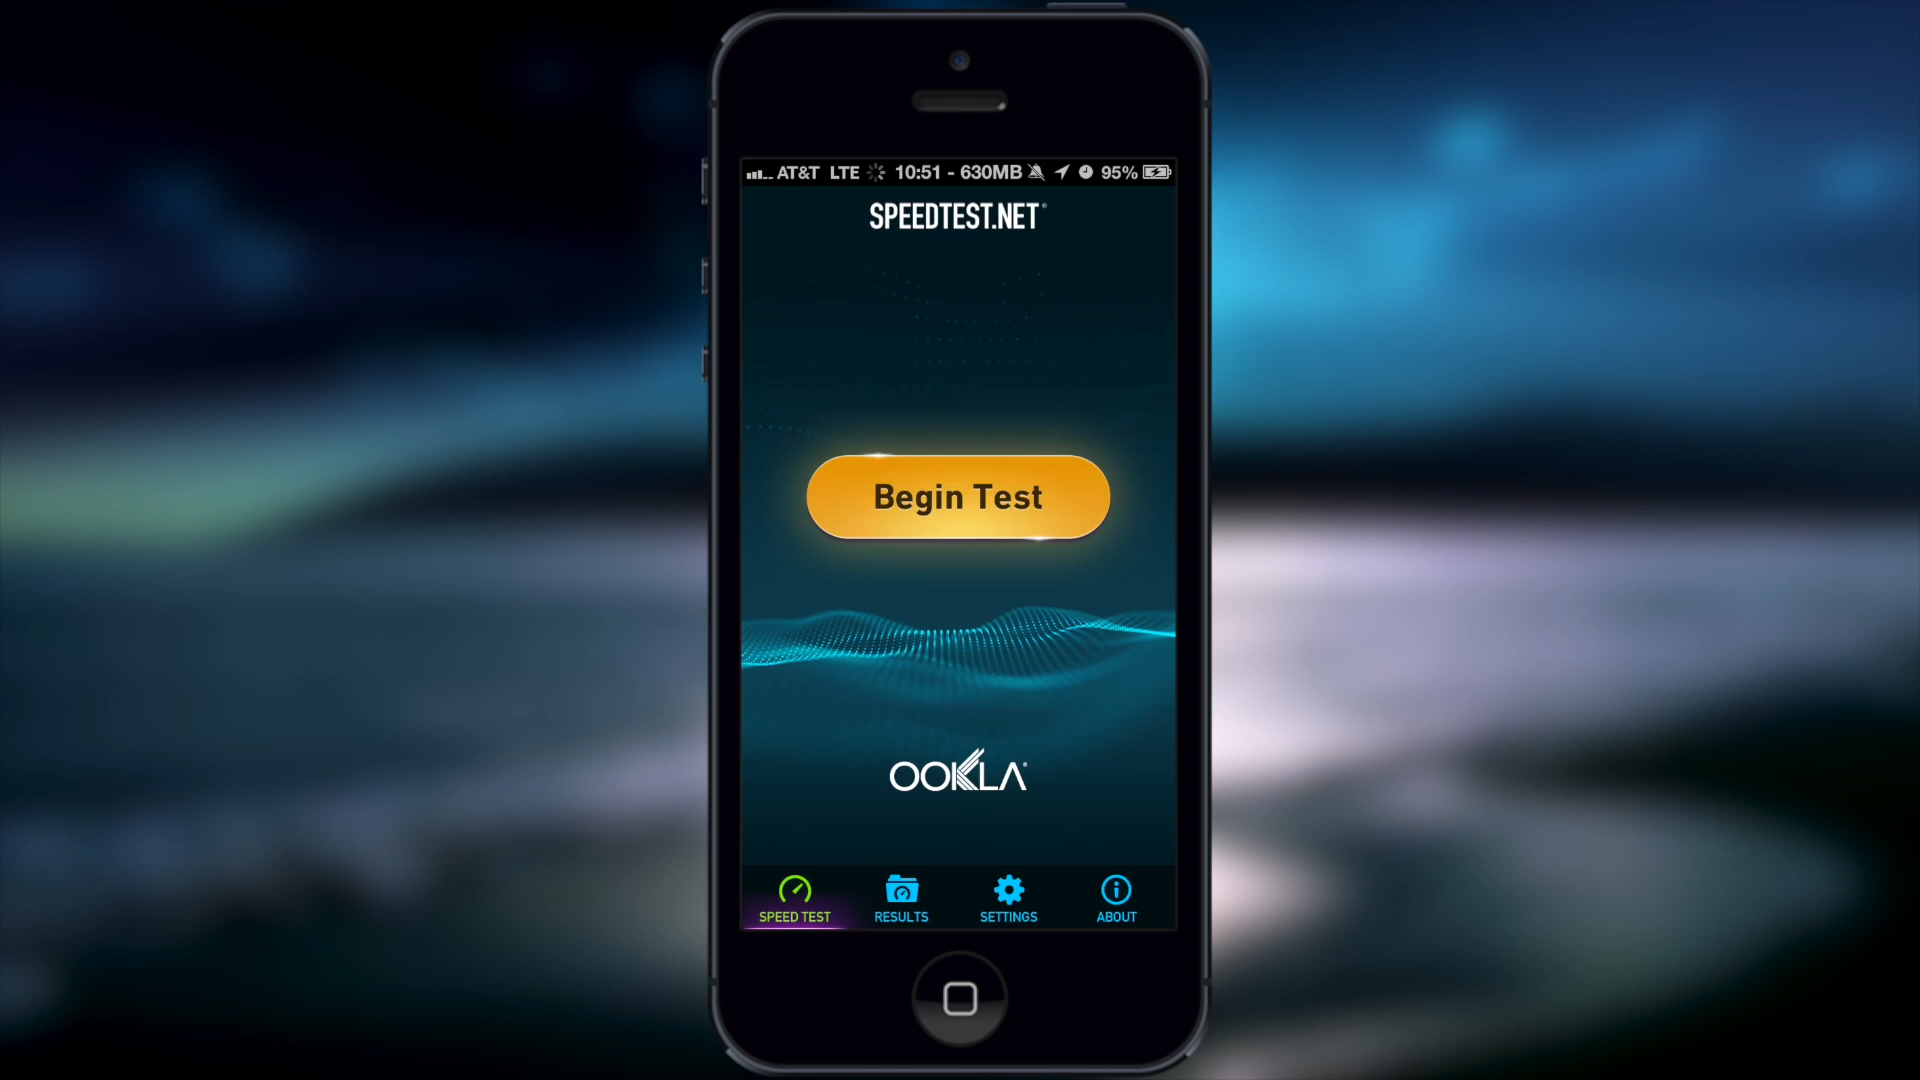 AT&T LTE 10:51 - 630MB 95%
SPEEDTEST.NET®
Begin Test
OOKLA®
SPEED TEST RESULTS SETTINGS ABOUT